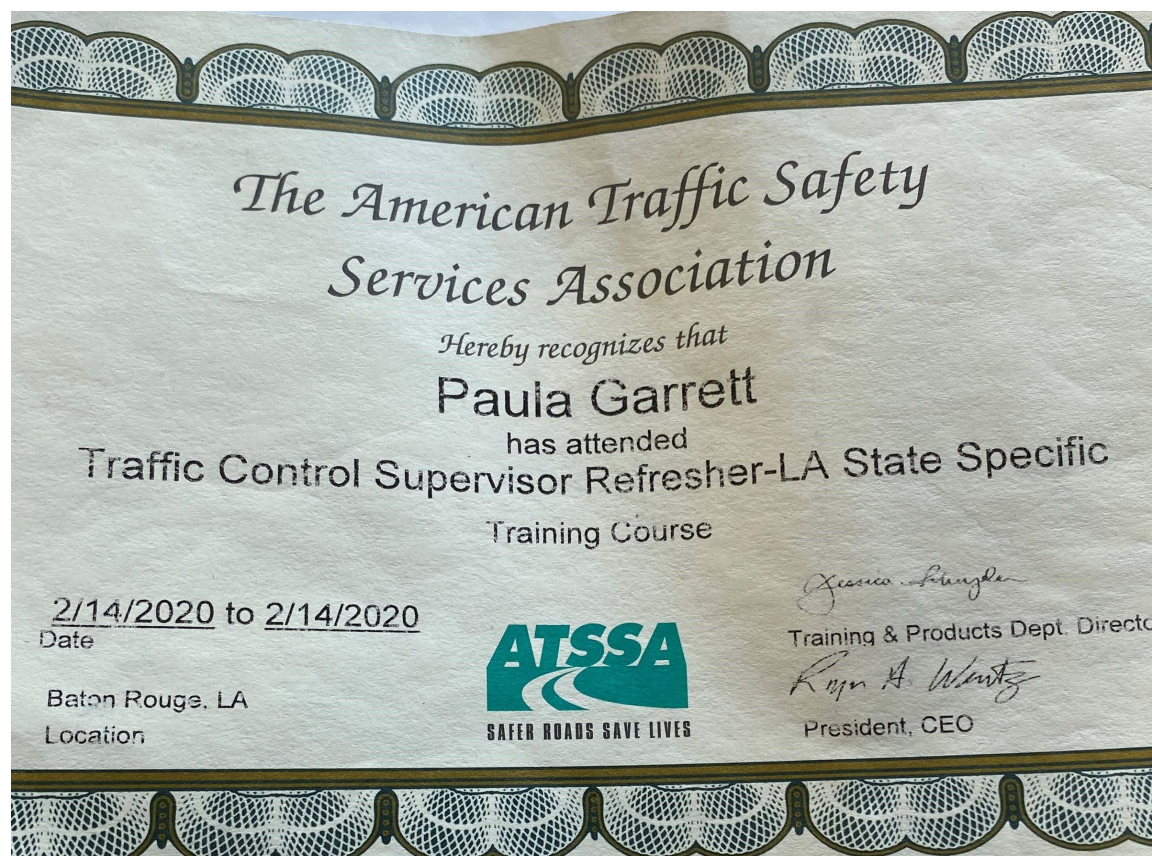 The American Traffic Safety
Services Association
Hereby recognizes that
Paula Garrett
has attended
Traffic Control Supervisor Refresher-LA State Specific
Training Course
2/14/2020 to 2/14/2020
Date
Baton Rouge, LA
Location
ATSSA
SAFER ROADS SAVE LIVES
Jessica
Training & Products Dept. Directo
A. Wentz
President, CEO